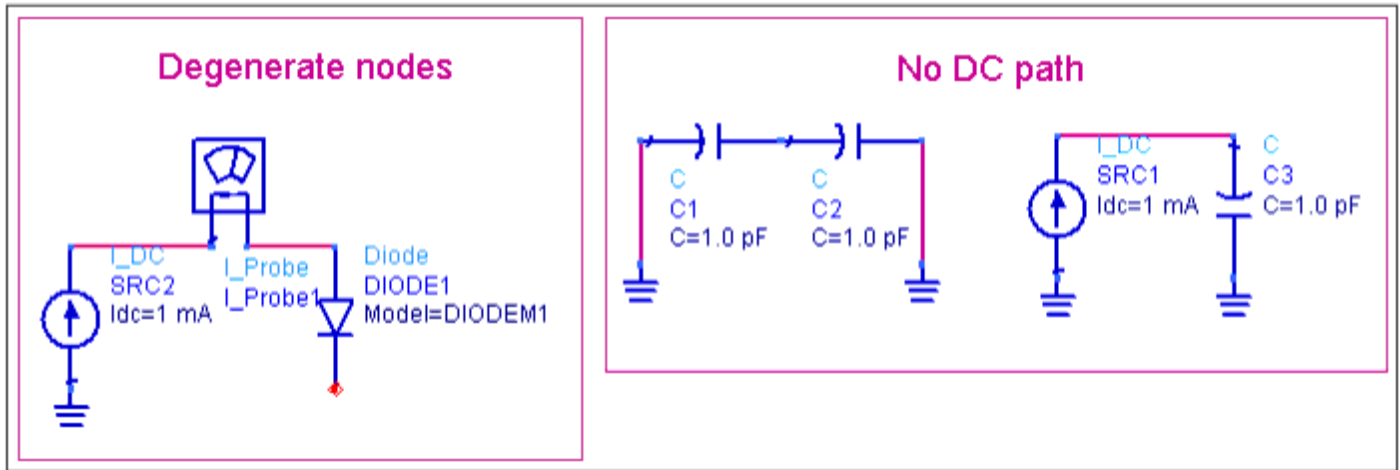 Degenerate nodes
I_DC
SRC2
Idc=1 mA
I_Probe
I_Probe1
Diode
DIODE1
Model=DIODEM1
No DC path
C
C1
C=1.0 pF
C
C2
C=1.0 pF
I_DC
SRC1
Idc=1 mA
C
C3
C=1.0 pF